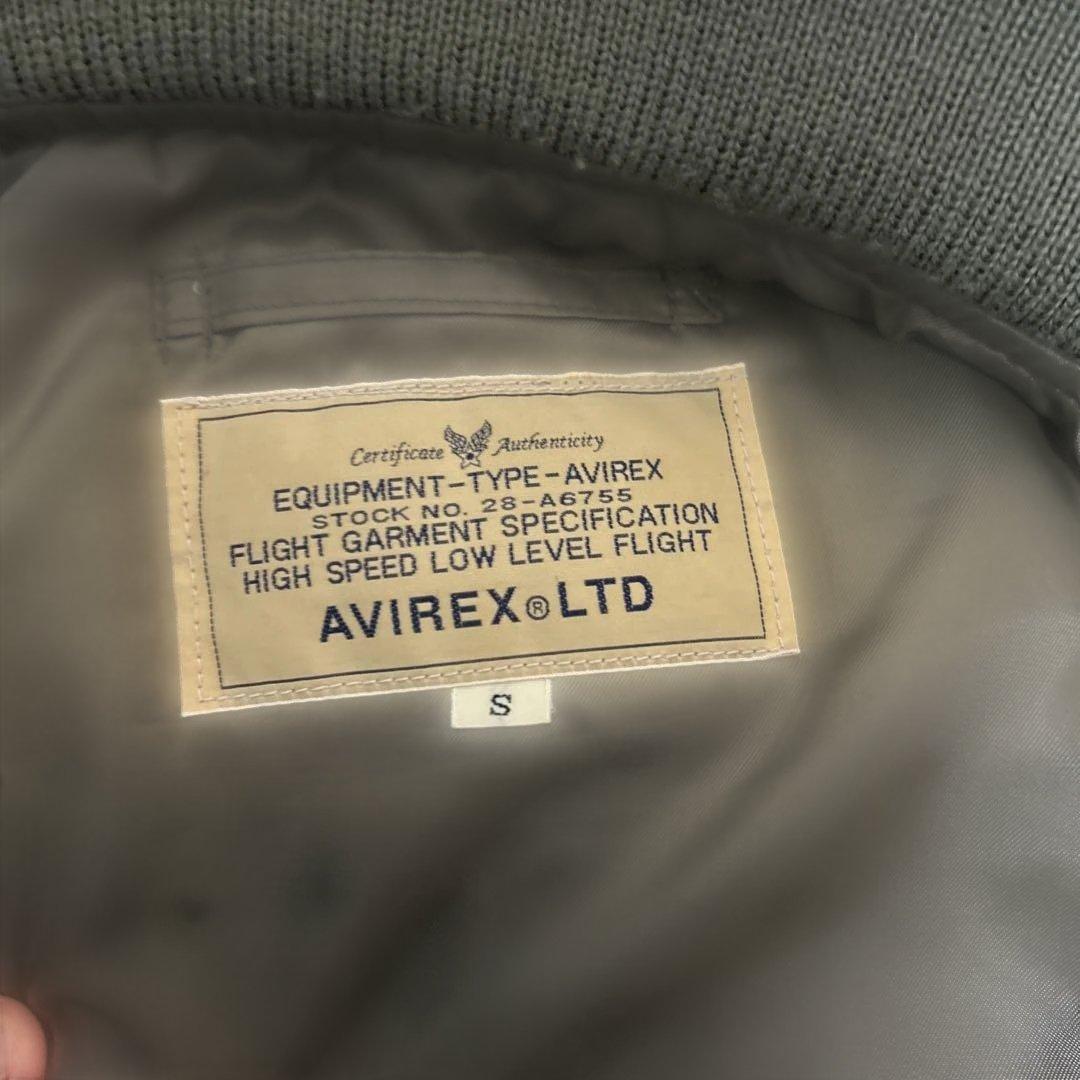 Certificate Authenticity
EQUIPMENT-TYPE-AVIREX
STOCK NO. 28-A6755
FLIGHT GARMENT SPECIFICATION
HIGH SPEED LOW LEVEL FLIGHT
AVIREX®LTD
S